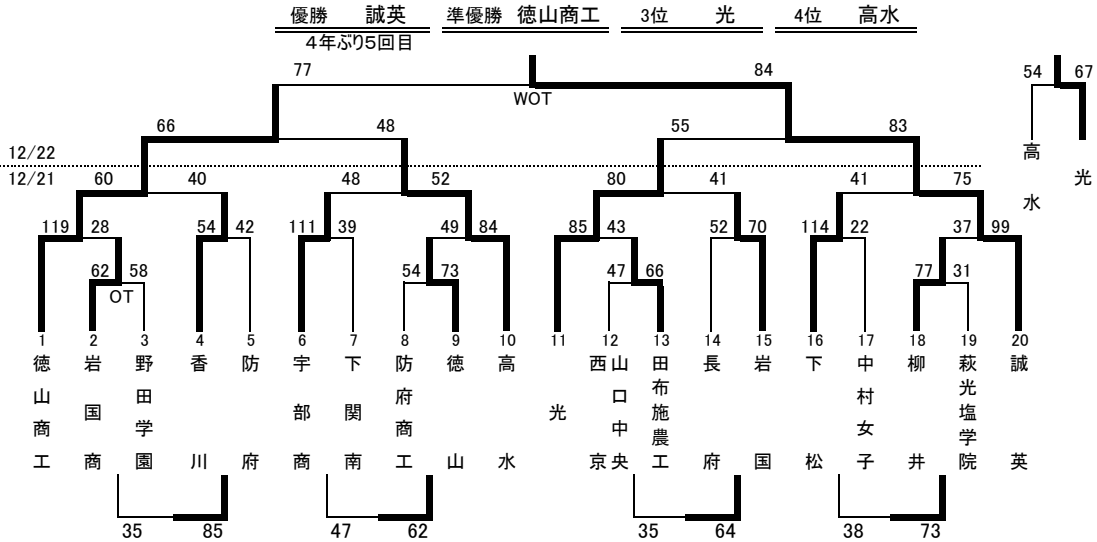 優勝 誠英 準優勝 徳山商工 3位 光 4位 高水
4年ぶり5回目
77 84 54 67
WOT
66 48 55 83
12/22
高水 光
12/21 60 40 48 52 80 41 41 75
119 28 54 42 111 39 49 84 85 43 52 70 114 22 37 99
62 58 54 73 47 66 77 31
OT
1 2 3 4 5 6 7 8 9 10 11 12 13 14 15 16 17 18 19 20
徳山商工
岩国商
野田学園
香川
防府
宇部商
下関南
防府商工
徳山
高水
光
西京
山口中央
田布施農工
長府
岩国
下松
中村女子
柳井
萩光塩学院
誠英
35 85 47 62 35 64 38 73